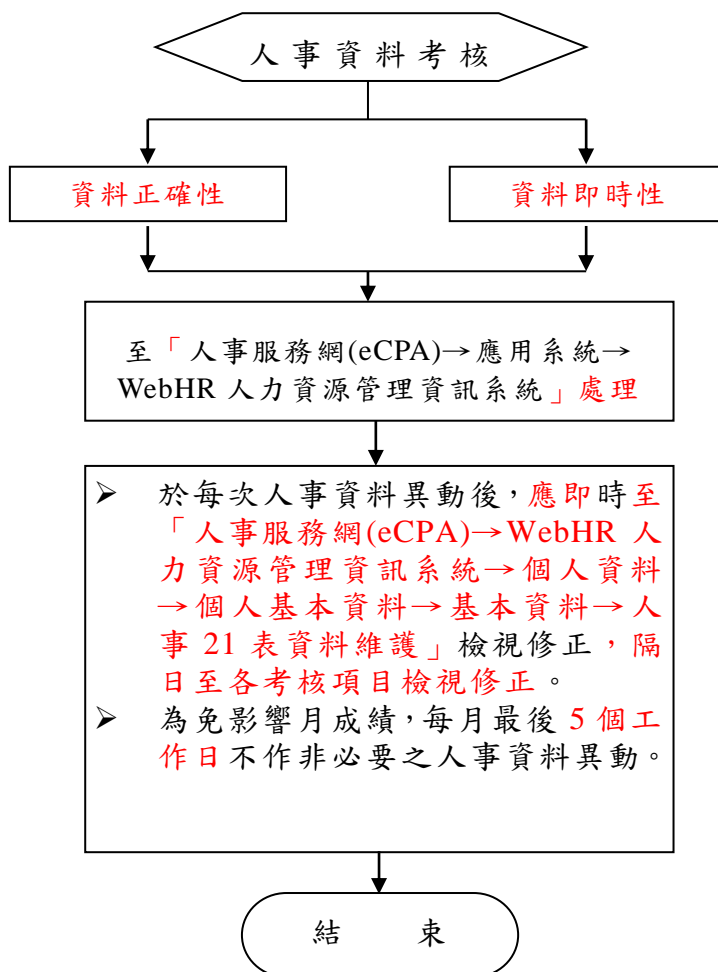 人事資料考核
資料正確性
資料即時性
至「人事服務網(eCPA)→應用系統→
WebHR 人力資源管理資訊系統」處理
➢ 於每次人事資料異動後，應即時至
「人事服務網(eCPA)→WebHR 人
力資源管理資訊系統→個人資料
→個人基本資料→基本資料→人
事 21 表資料維護」檢視修正，隔
日至各考核項目檢視修正。
➢ 為免影響月成績，每月最後 5 個工
作日不作非必要之人事資料異動。
結 束